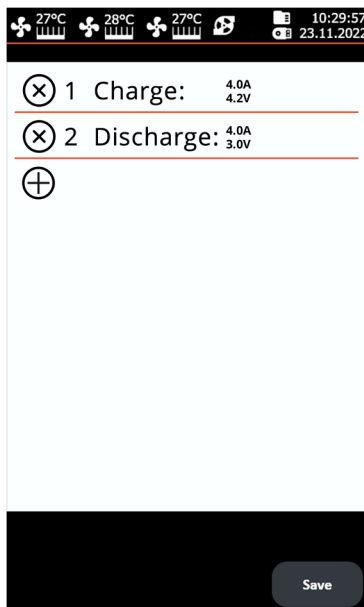 27°C 28°C 27°C 10:29:57
23.11.2022
1 Charge: 4.0A
4.2V
2 Discharge: 4.0A
3.0V
Save